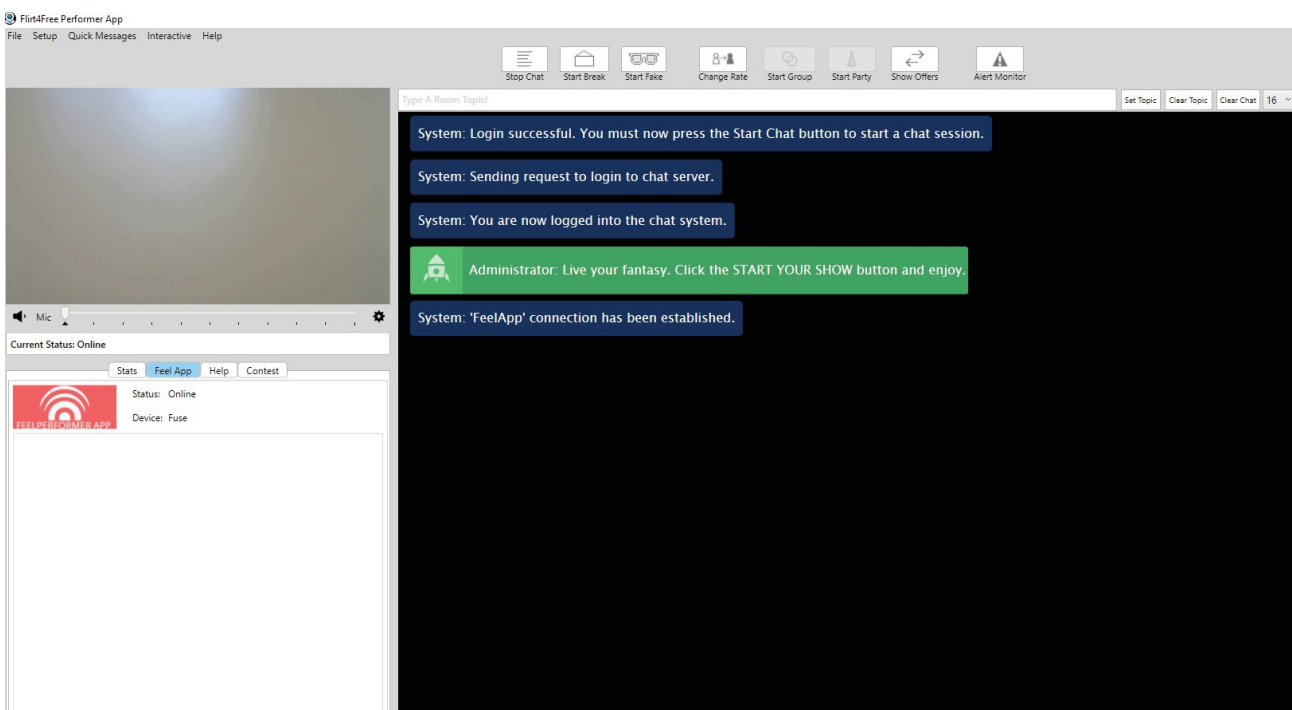 Flirt4Free Performer App
File Setup Quick Messages Interactive Help
Stop Chat Start Break Start Fake Change Rate Start Group Start Party Show Offers Alert Monitor
Type A Room Topic! Set Topic Clear Topic Clear Chat 16
System: Login successful. You must now press the Start Chat button to start a chat session.
System: Sending request to login to chat server.
System: You are now logged into the chat system.
Administrator: Live your fantasy. Click the START YOUR SHOW button and enjoy.
System: 'FeelApp' connection has been established.
Mic
Current Status: Online
Stats Feel App Help Contest
FEELPERFORMER APP
Status: Online
Device: Fuse